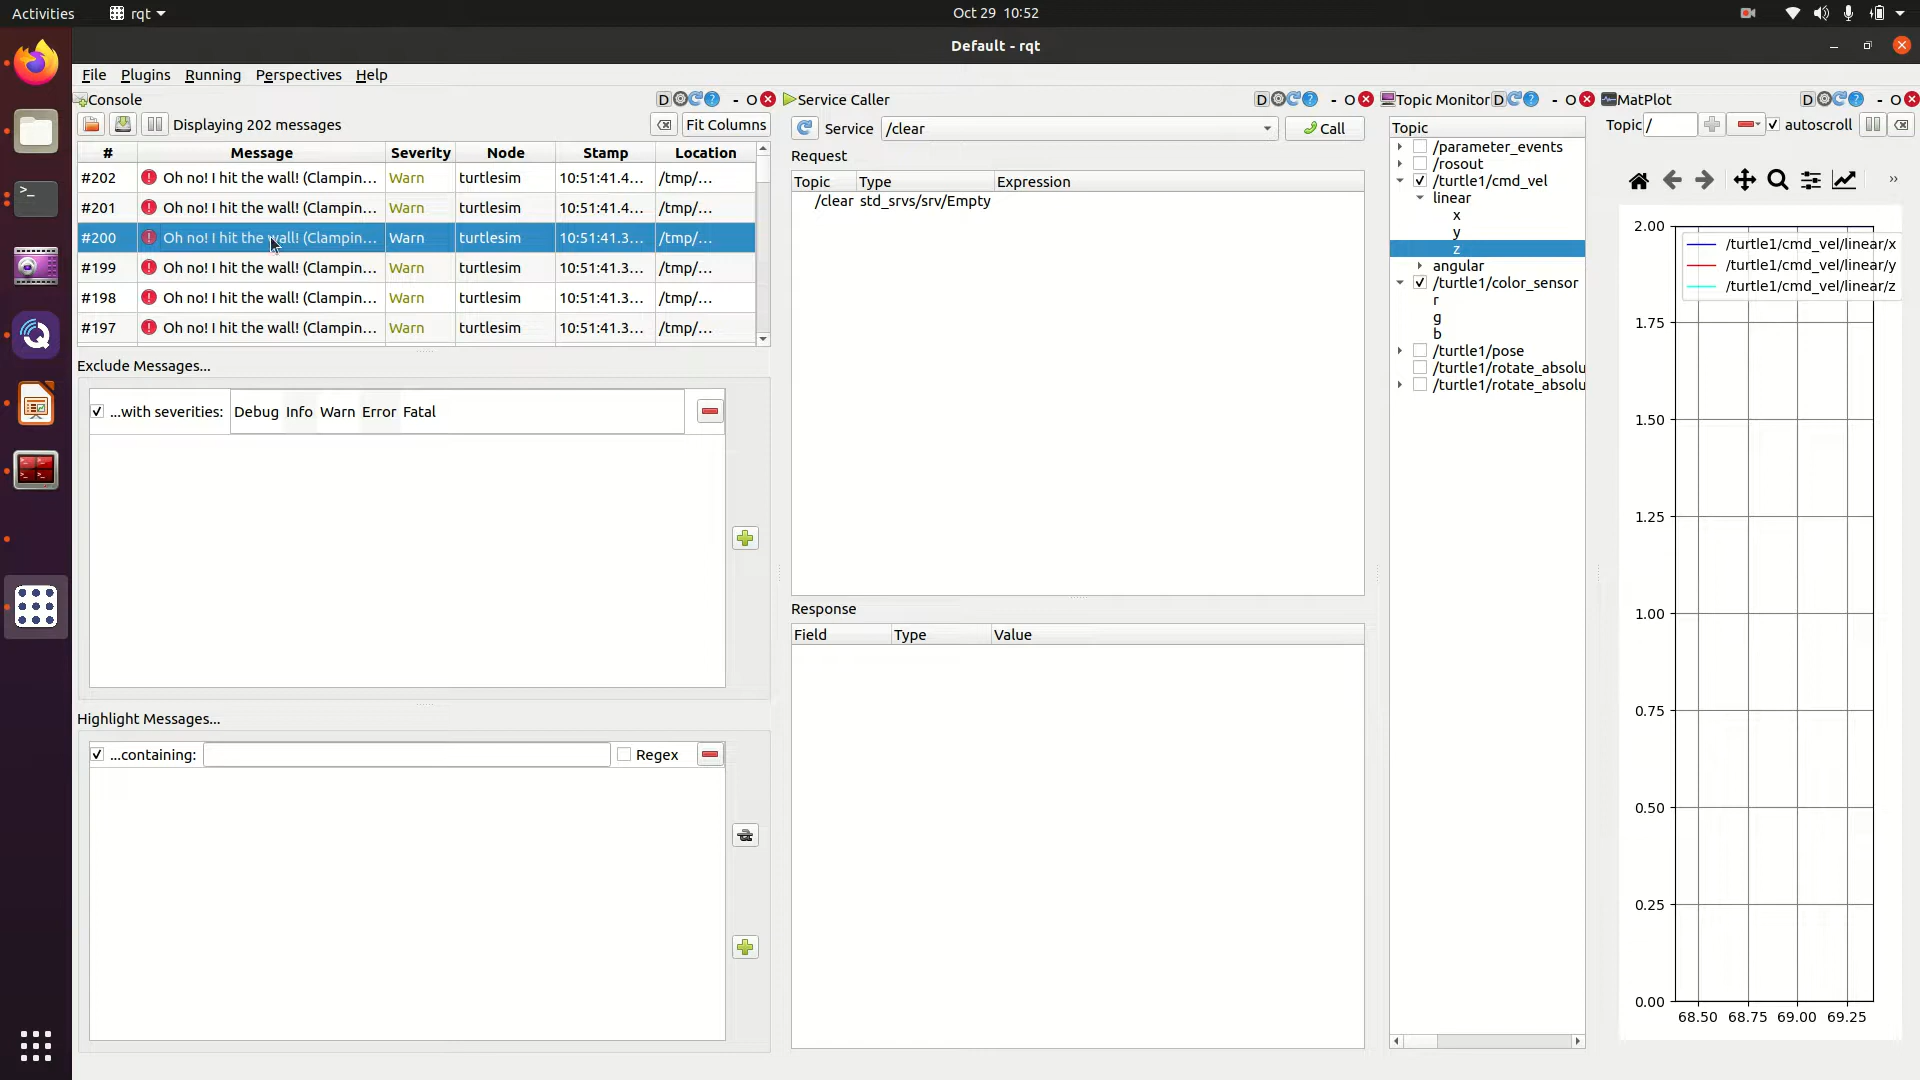 Activities
rqt
Oct 29 10:52
Default - rqt
File Plugins Running Perspectives Help
Console
D
- O
Displaying 202 messages
Fit Columns
# Message Severity Node Stamp Location
#202 Oh no! I hit the wall! (Clampin... Warn turtlesim 10:51:41.4... /tmp/...
#201 Oh no! I hit the wall! (Clampin... Warn turtlesim 10:51:41.4... /tmp/...
#200 Oh no! I hit the wall! (Clampin... Warn turtlesim 10:51:41.3... /tmp/...
#199 Oh no! I hit the wall! (Clampin... Warn turtlesim 10:51:41.3... /tmp/...
#198 Oh no! I hit the wall! (Clampin... Warn turtlesim 10:51:41.3... /tmp/...
#197 Oh no! I hit the wall! (Clampin... Warn turtlesim 10:51:41.3... /tmp/...
Exclude Messages...
...with severities: Debug Info Warn Error Fatal
Highlight Messages...
...containing:
Regex
Service Caller
D
- O
Service /clear
Call
Request
Topic Type Expression
/clear std_srvs/srv/Empty
Response
Field Type Value
Topic Monitor
D
- O
Topic
/parameter_events
/rosout
/turtle1/cmd_vel
linear
x
y
z
angular
/turtle1/color_sensor
r
g
b
/turtle1/pose
/turtle1/rotate_absolu
/turtle1/rotate_absolu
MatPlot
D
- O
Topic /
autoscroll
/turtle1/cmd_vel/linear/x
/turtle1/cmd_vel/linear/y
/turtle1/cmd_vel/linear/z
2.00
1.75
1.50
1.25
1.00
0.75
0.50
0.25
0.00
68.50 68.75 69.00 69.25